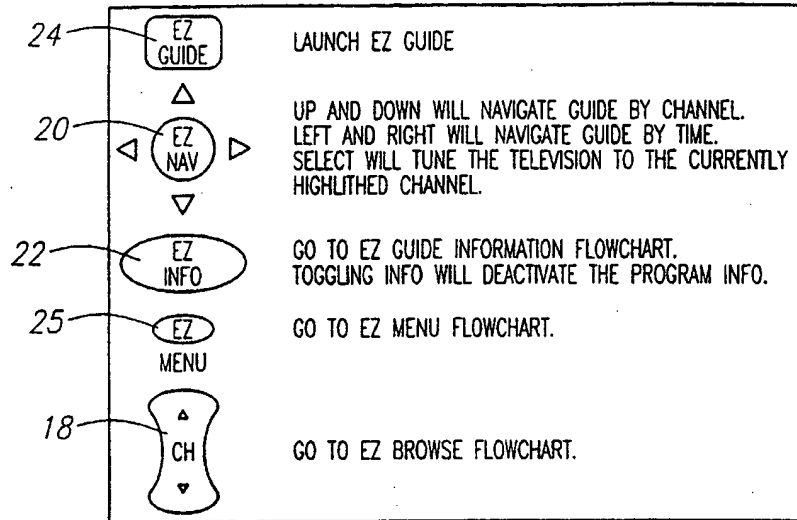 24
EZ
GUIDE
LAUNCH EZ GUIDE
20
EZ
NAV
UP AND DOWN WILL NAVIGATE GUIDE BY CHANNEL.
LEFT AND RIGHT WILL NAVIGATE GUIDE BY TIME.
SELECT WILL TUNE THE TELEVISION TO THE CURRENTLY
HIGHLITHED CHANNEL.
22
EZ
INFO
GO TO EZ GUIDE INFORMATION FLOWCHART.
TOGGLING INFO WILL DEACTIVATE THE PROGRAM INFO.
25
EZ
MENU
GO TO EZ MENU FLOWCHART.
18
CH
GO TO EZ BROWSE FLOWCHART.